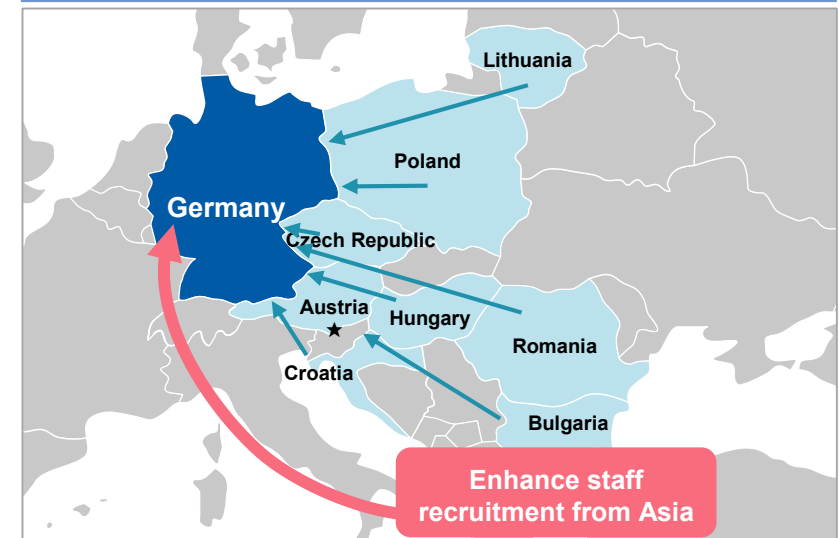 Lithuania
Poland
Germany
Czech Republic
Austria
Hungary
Romania
Croatia
Bulgaria
Enhance staff
recruitment from Asia